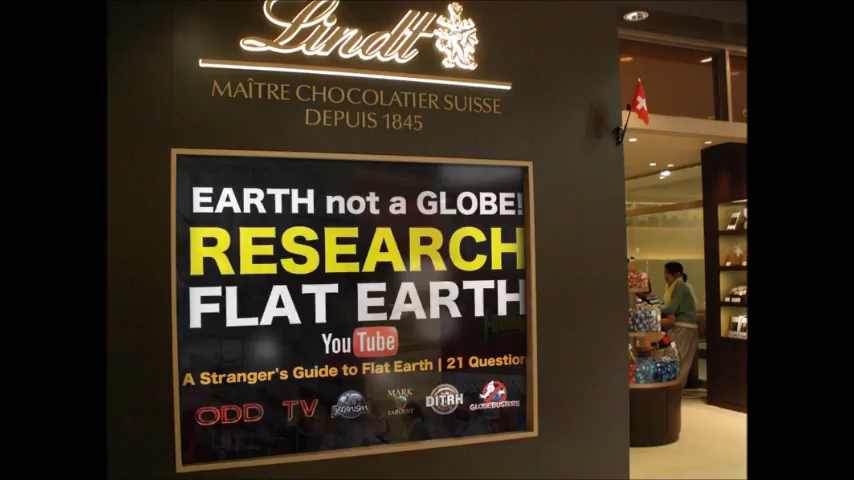 Lindt
MAÎTRE CHOCOLATIER SUISSE
DEPUIS 1845
EARTH not a GLOBE!
RESEARCH
FLAT EARTH
YouTube
A Stranger's Guide to Flat Earth | 21 Question
ODD TV jeranism MARK SARGENT DITRH GLOBEBUSTERS